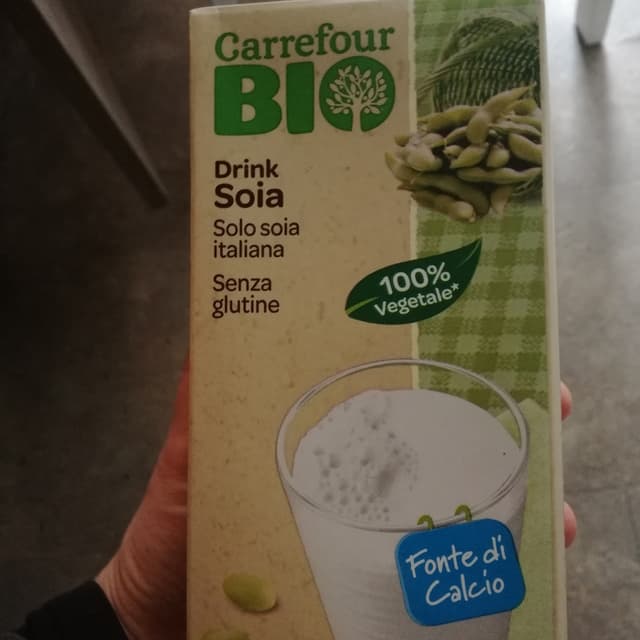 Carrefour
BIO
Drink
Soia
Solo soia
italiana
Senza
glutine
100%
Vegetale*
Fonte di
Calcio